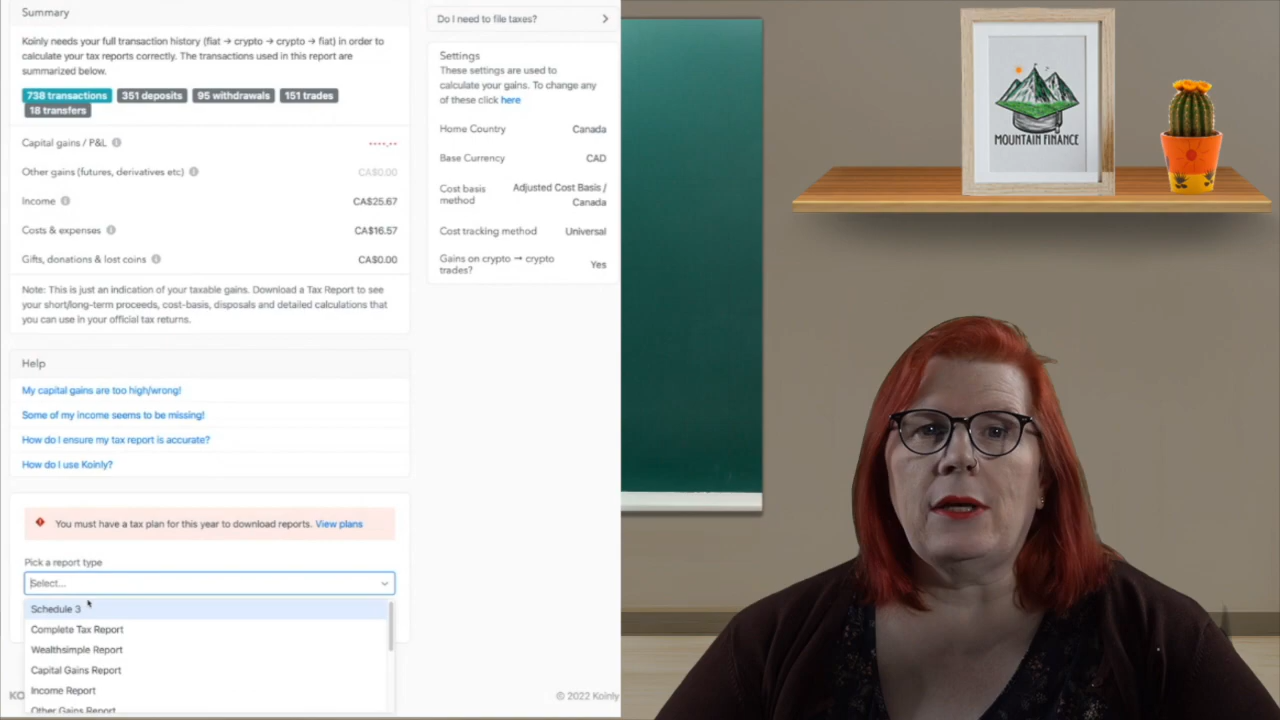 Summary
Koinly needs your full transaction history (fiat → crypto → crypto → fiat) in order to
calculate your tax reports correctly. The transactions used in this report are
summarized below.
738 transactions 351 deposits 95 withdrawals 151 trades
18 transfers
Capital gains / P&L
Other gains (futures, derivatives etc) CA$0.00
Income CA$25.67
Costs & expenses CA$16.57
Gifts, donations & lost coins CA$0.00
Note: This is just an indication of your taxable gains. Download a Tax Report to see
your short/long-term proceeds, cost-basis, disposals and detailed calculations that
you can use in your official tax returns.
Help
My capital gains are too high/wrong!
Some of my income seems to be missing!
How do I ensure my tax report is accurate?
How do I use Koinly?
You must have a tax plan for this year to download reports. View plans
Pick a report type
Select...
Schedule 3
Complete Tax Report
Wealthsimple Report
Capital Gains Report
Income Report
Other Gains Report
KO
Do I need to file taxes?
Settings
These settings are used to
calculate your gains. To change any
of these click here
Home Country Canada
Base Currency CAD
Cost basis
method
Adjusted Cost Basis /
Canada
Cost tracking method Universal
Gains on crypto → crypto
trades?
Yes
© 2022 Koinly
MOUNTAIN FINANCE